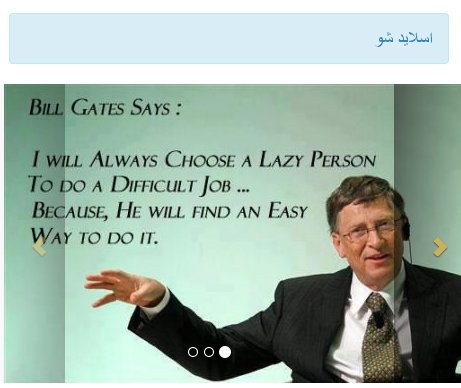 اسلاید شو
BILL GATES SAYS :
I WILL ALWAYS CHOOSE A LAZY PERSON
TO DO A DIFFICULT JOB ...
BECAUSE, HE WILL FIND AN EASY
WAY TO DO IT.